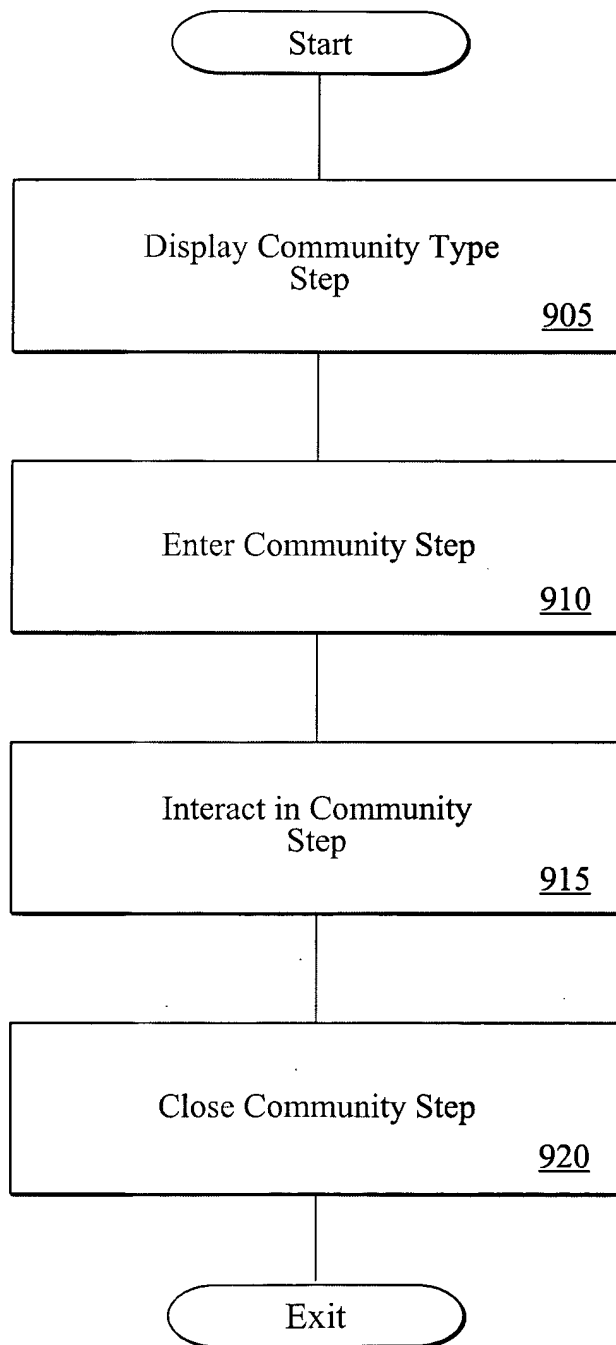 Start
Display Community Type
Step
905
Enter Community Step
910
Interact in Community
Step
915
Close Community Step
920
Exit